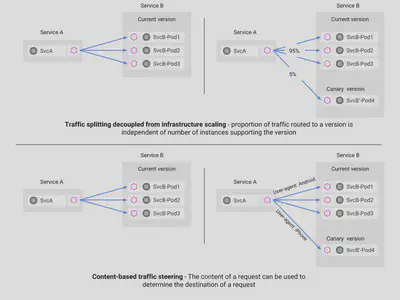 Service B
Current version
Service A
SvcA
SvcB-Pod1
SvcB-Pod2
SvcB-Pod3
Service B
Current version
Service A
SvcA
95%
5%
SvcB-Pod1
SvcB-Pod2
SvcB-Pod3
Canary version
SvcB'-Pod4
Traffic splitting decoupled from infrastructure scaling - proportion of traffic routed to a version is
independent of number of instances supporting the version
Service B
Current version
Service A
SvcA
SvcB-Pod1
SvcB-Pod2
SvcB-Pod3
Service B
Current version
Service A
SvcA
User-agent: Android
User-agent: iPhone
SvcB-Pod1
SvcB-Pod2
SvcB-Pod3
Canary version
SvcB'-Pod4
Content-based traffic steering - The content of a request can be used to
determine the destination of a request